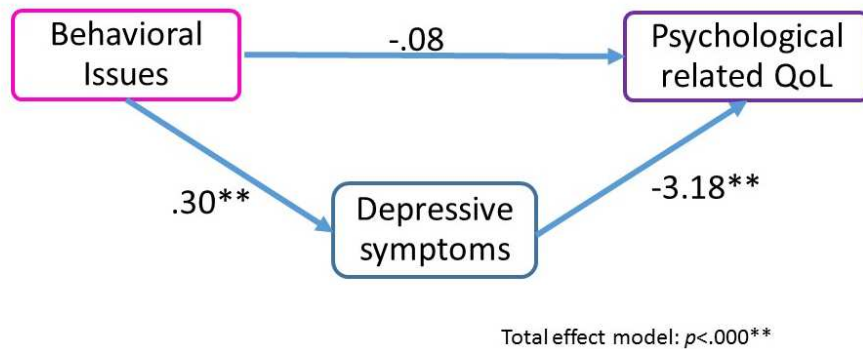 Behavioral
Issues
-.08
Psychological
related QoL
.30**
Depressive
symptoms
-3.18**
Total effect model: p<.000**